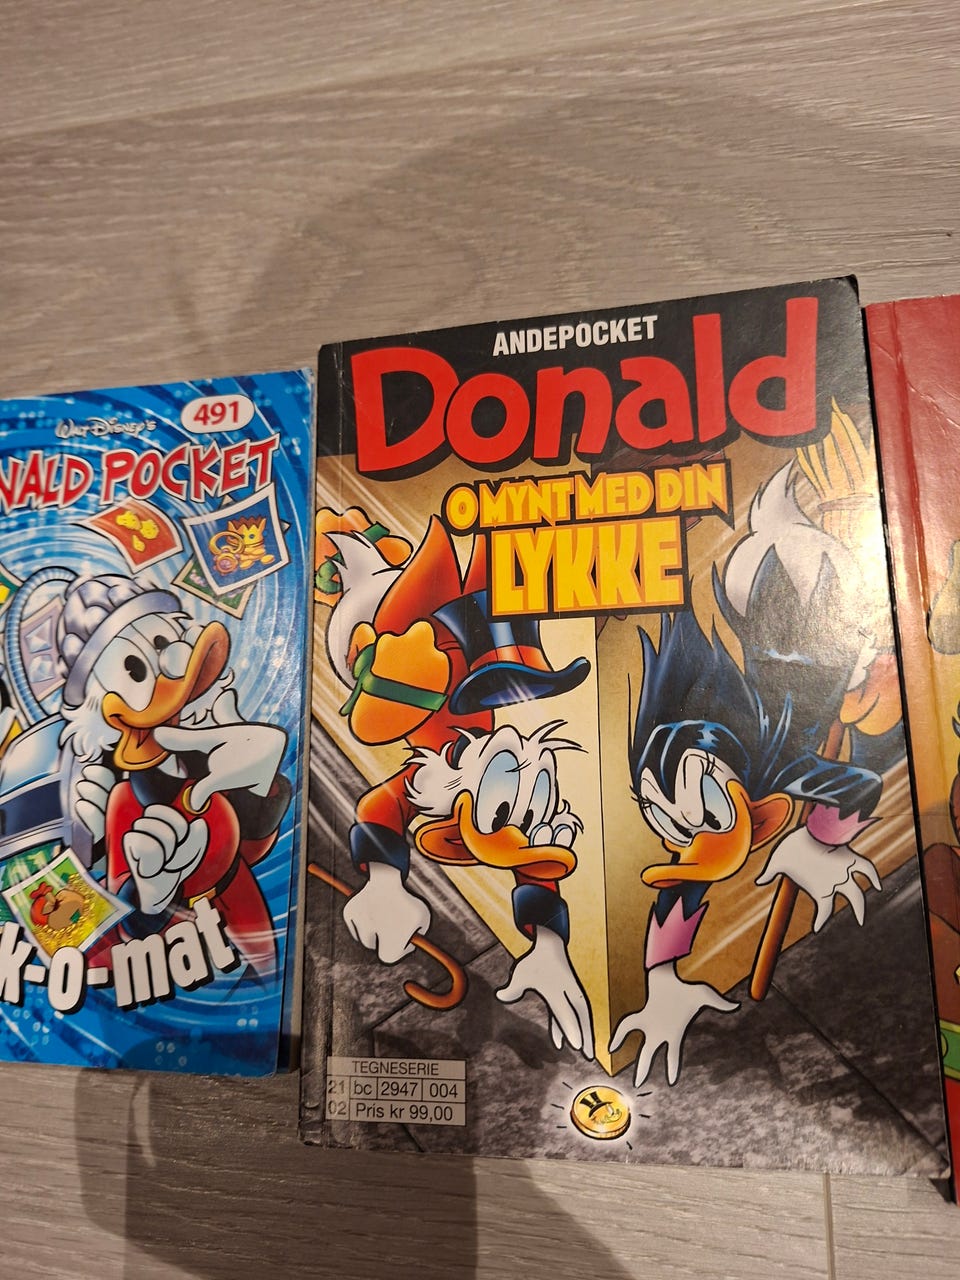 WALT DISNEY'S
491
NALD POCKET
k-o-mat
ANDEPOCKET
Donald
O MYNT MED DIN
LYKKE
TEGNESERIE
21 bc 2947 004
02 Pris kr 99,00